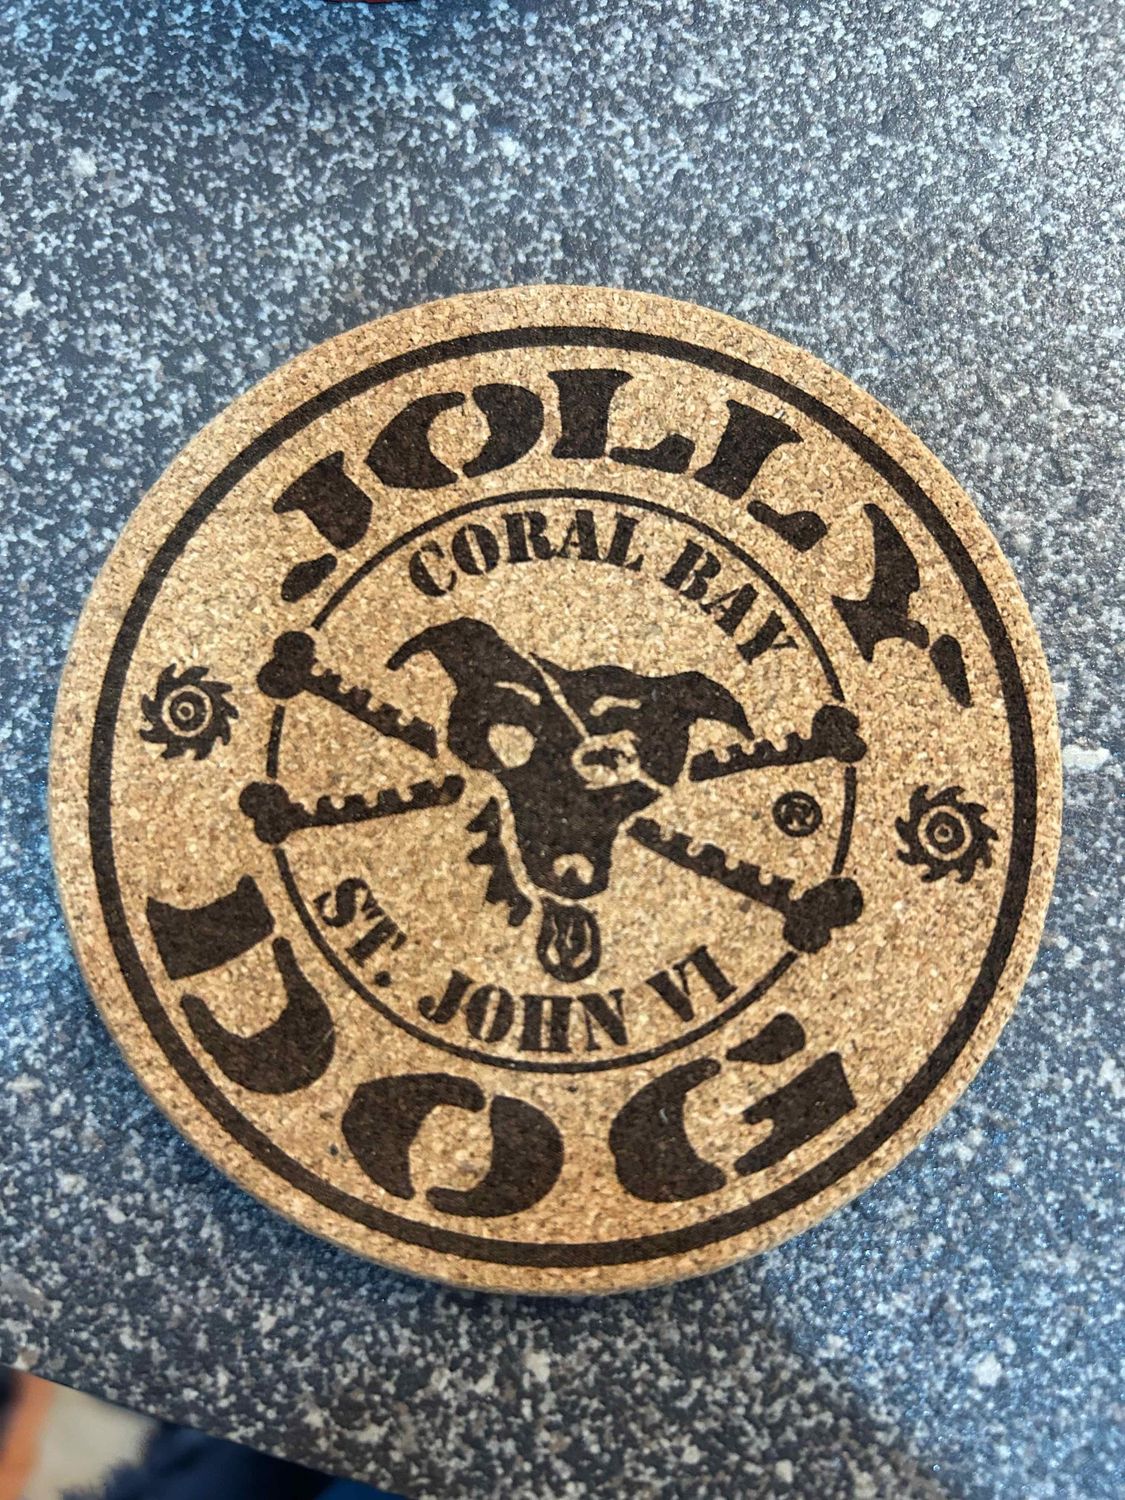 JOLLY
CORAL BAY
®
ST. JOHN VI
DOG